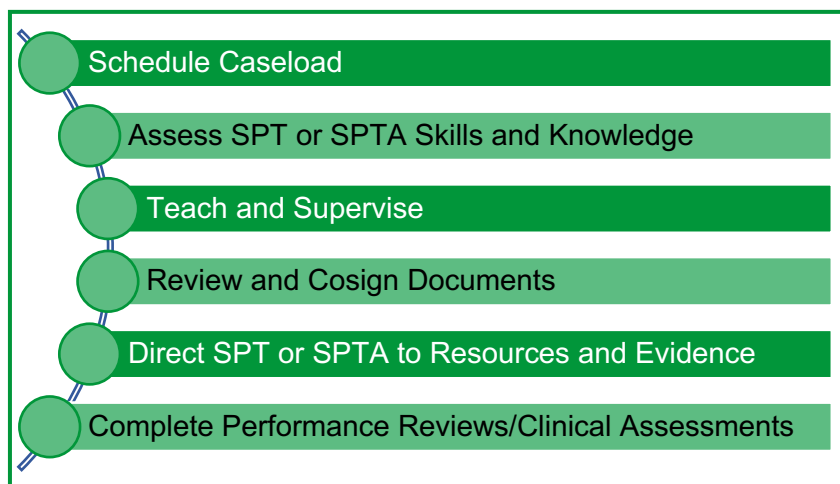 Schedule Caseload
Assess SPT or SPTA Skills and Knowledge
Teach and Supervise
Review and Cosign Documents
Direct SPT or SPTA to Resources and Evidence
Complete Performance Reviews/Clinical Assessments